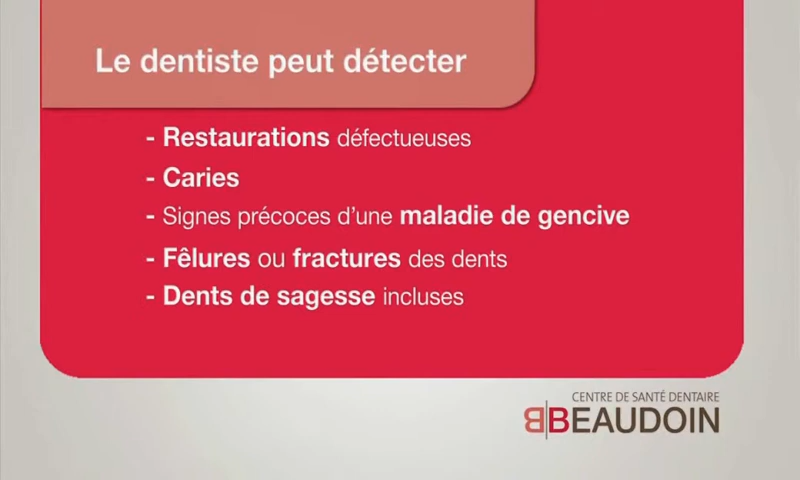 Le dentiste peut détecter
- Restaurations défectueuses
- Caries
- Signes précoces d'une maladie de gencive
- Fêlures ou fractures des dents
- Dents de sagesse incluses
CENTRE DE SANTÉ DENTAIRE
B|BEAUDOIN